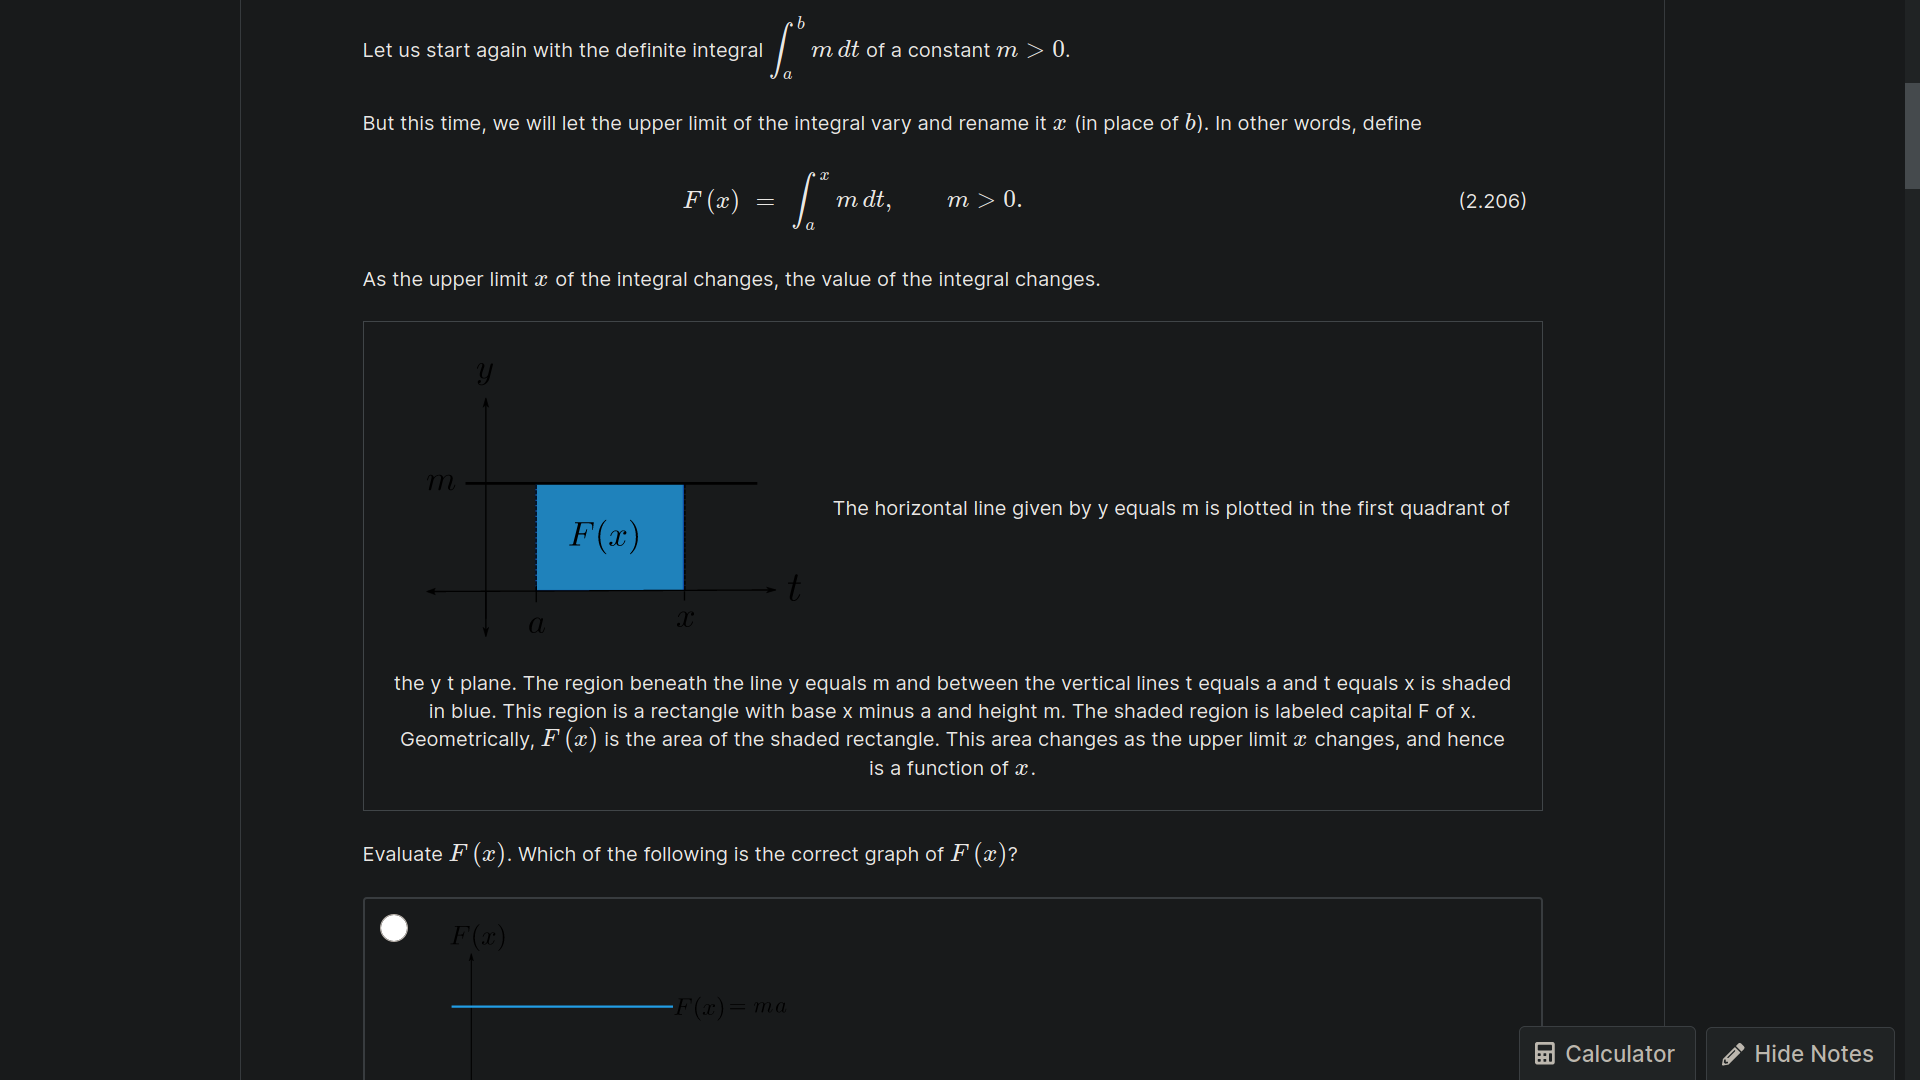 Let us start again with the definite integral ∫_a^b m dt of a constant m > 0.
But this time, we will let the upper limit of the integral vary and rename it x (in place of b). In other words, define
F (x) = ∫_a^x m dt, m > 0. (2.206)
As the upper limit x of the integral changes, the value of the integral changes.
y
m
F(x)
t
a
x
The horizontal line given by y equals m is plotted in the first quadrant of
the y t plane. The region beneath the line y equals m and between the vertical lines t equals a and t equals x is shaded
in blue. This region is a rectangle with base x minus a and height m. The shaded region is labeled capital F of x.
Geometrically, F (x) is the area of the shaded rectangle. This area changes as the upper limit x changes, and hence
is a function of x.
Evaluate F (x). Which of the following is the correct graph of F (x)?
F(x)
F(x) = ma
Calculator
Hide Notes